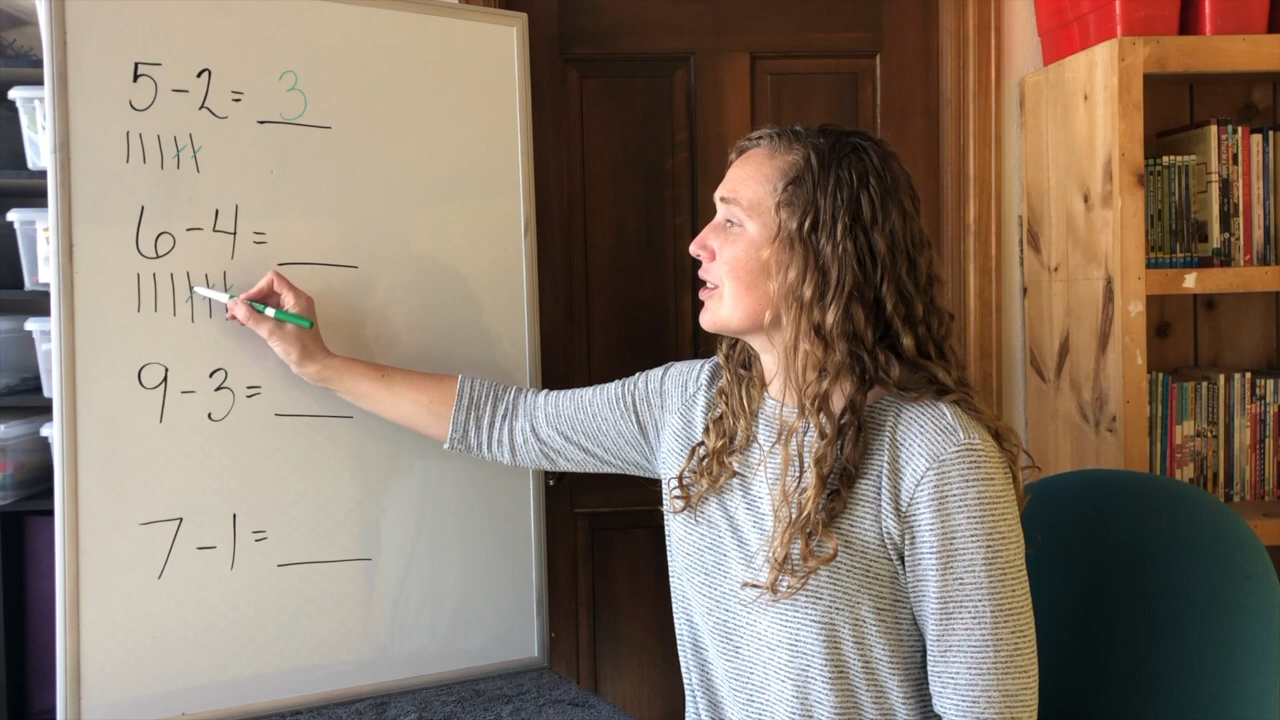 5-2= 3
6-4=
9-3=
7-1=